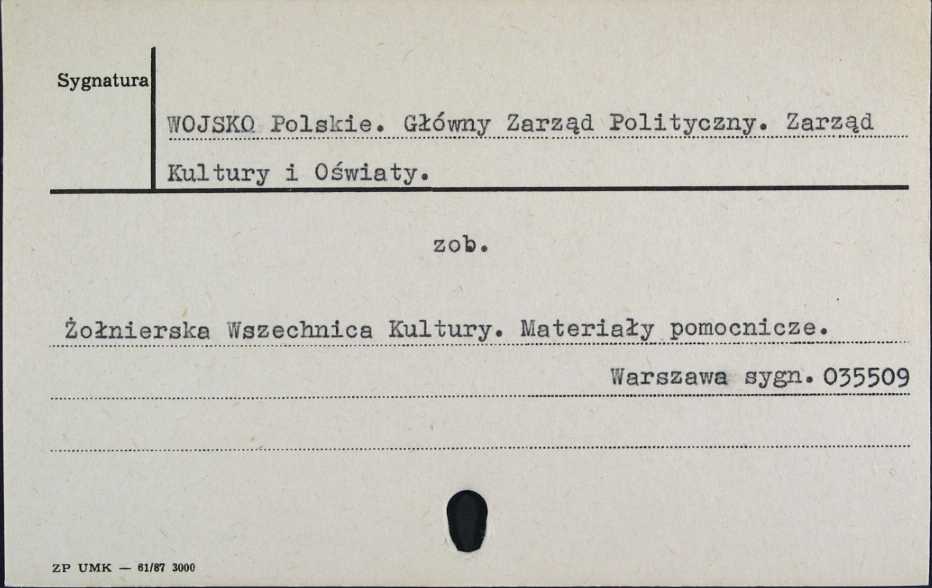 Sygnatura
WOJSKO Polskie. Główny Zarząd Polityczny. Zarząd
Kultury i Oświaty.
zob.
Żołnierska Wszechnica Kultury. Materiały pomocnicze.
Warszawa sygn. 035509
ZP UMK — 61/87 3000